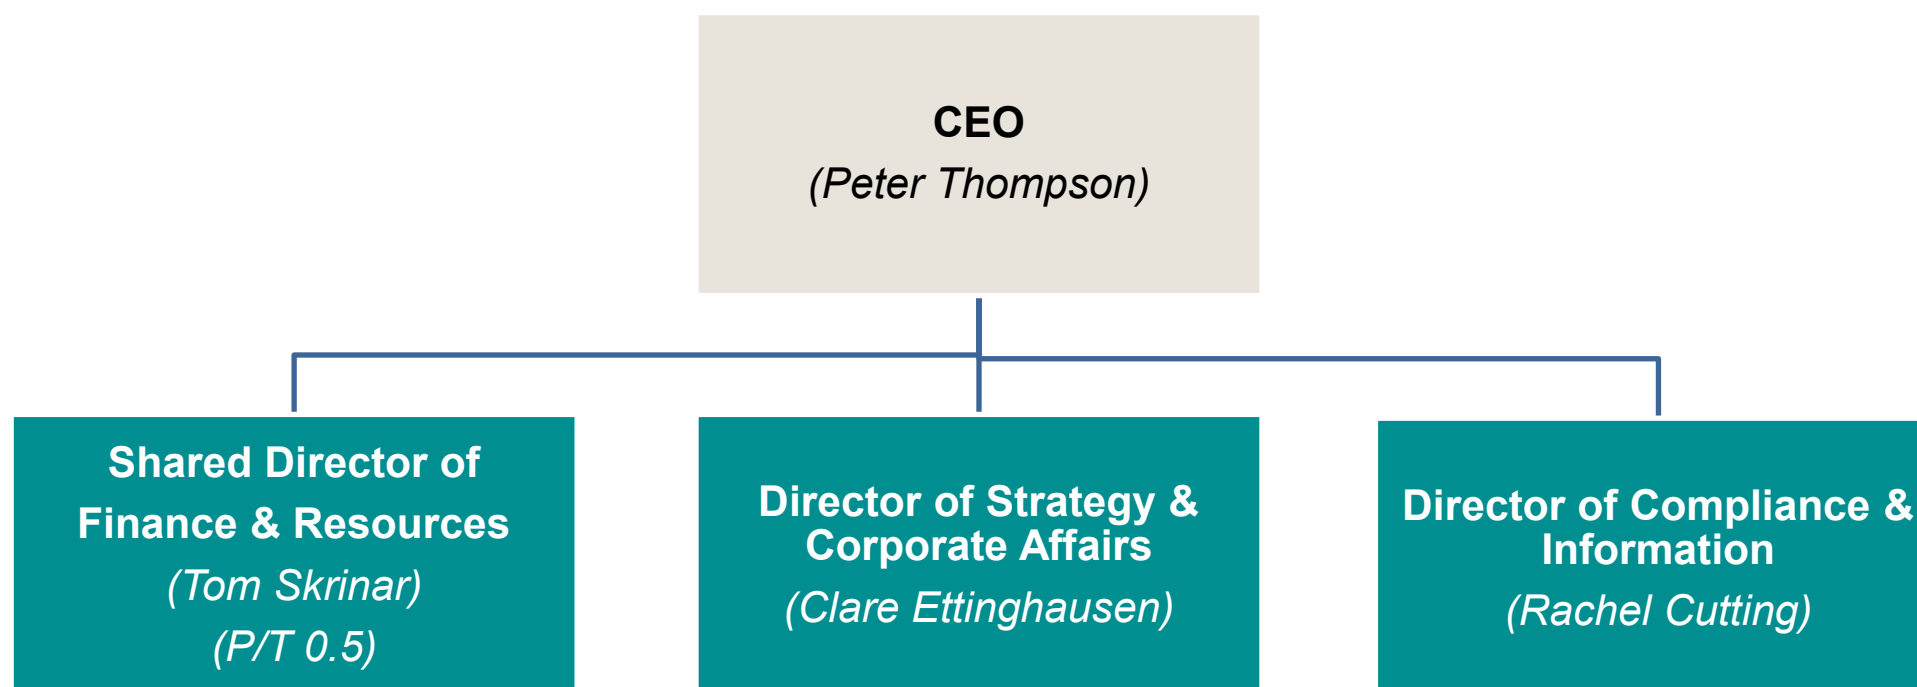 CEO
(Peter Thompson)
Shared Director of
Finance & Resources
(Tom Skrinar)
(P/T 0.5)
Director of Strategy &
Corporate Affairs
(Clare Ettinghausen)
Director of Compliance &
Information
(Rachel Cutting)